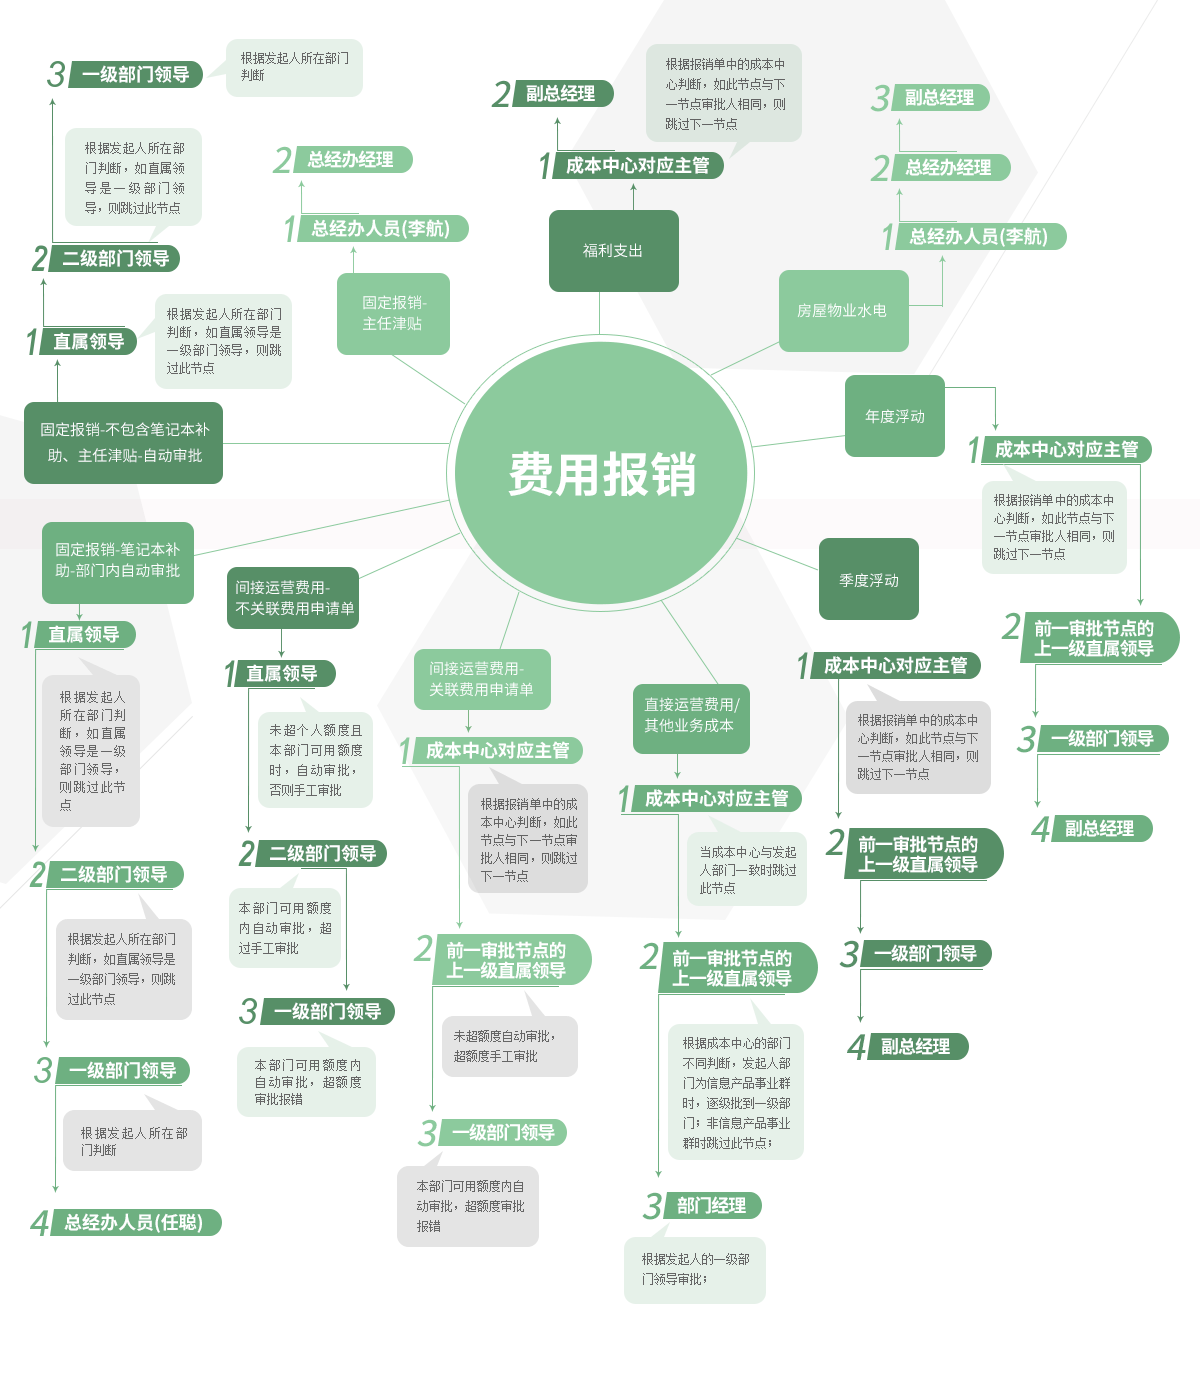 费用报销
3
一级部门领导
根据发起人所在部门
判断
根据发起人所在部
门判断，如直属领
导是一级部门领
导，则跳过此节点
2
二级部门领导
根据发起人所在部门
判断，如直属领导是
一级部门领导，则跳
过此节点
1
直属领导
固定报销-不包含笔记本补
助、主任津贴-自动审批
2
总经办经理
1
总经办人员(李航)
固定报销-
主任津贴
2
副总经理
根据报销单中的成本中
心判断，如此节点与下
一节点审批人相同，则
跳过下一节点
1
成本中心对应主管
福利支出
3
副总经理
2
总经办经理
1
总经办人员(李航)
房屋物业水电
年度浮动
1
成本中心对应主管
根据报销单中的成本中
心判断，如此节点与下
一节点审批人相同，则
跳过下一节点
2
前一审批节点的
上一级直属领导
3
一级部门领导
4
副总经理
季度浮动
1
成本中心对应主管
根据报销单中的成本中
心判断，如此节点与下
一节点审批人相同，则
跳过下一节点
2
前一审批节点的
上一级直属领导
3
一级部门领导
4
副总经理
固定报销-笔记本补
助-部门内自动审批
1
直属领导
根据发起人
所在部门判
断，如直属
领导是一级
部门领导，
则跳过此节
点
2
二级部门领导
根据发起人所在部门
判断，如直属领导是
一级部门领导，则跳
过此节点
3
一级部门领导
根据发起人所在部
门判断
4
总经办人员(任聪)
间接运营费用-
不关联费用申请单
1
直属领导
未超个人额度且
本部门可用额度
时，自动审批，
否则手工审批
2
二级部门领导
本部门可用额度
内自动审批，超
过手工审批
3
一级部门领导
本部门可用额度内
自动审批，超额度
审批报错
间接运营费用-
关联费用申请单
1
成本中心对应主管
根据报销单中的成
本中心判断，如此
节点与下一节点审
批人相同，则跳过
下一节点
2
前一审批节点的
上一级直属领导
未超额度自动审批，
超额度手工审批
3
一级部门领导
本部门可用额度内自
动审批，超额度审批
报错
直接运营费用/
其他业务成本
1
成本中心对应主管
当成本中心与发起
人部门一致时跳过
此节点
2
前一审批节点的
上一级直属领导
根据成本中心的部门
不同判断，发起人部
门为信息产品事业群
时，逐级批到一级部
门；非信息产品事业
群时跳过此节点；
3
部门经理
根据发起人的一级部
门领导审批；